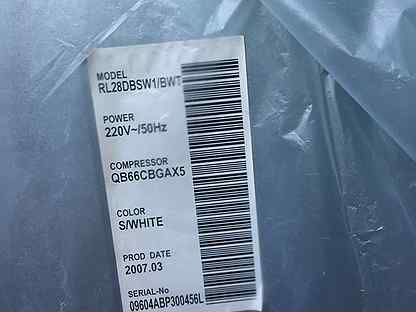 MODEL
RL28DBSW1/BWT
POWER
220V~/50Hz
COMPRESSOR
QB66CBGAX5
COLOR
S/WHITE
PROD DATE
2007.03
SERIAL-No
09604ABP300456L